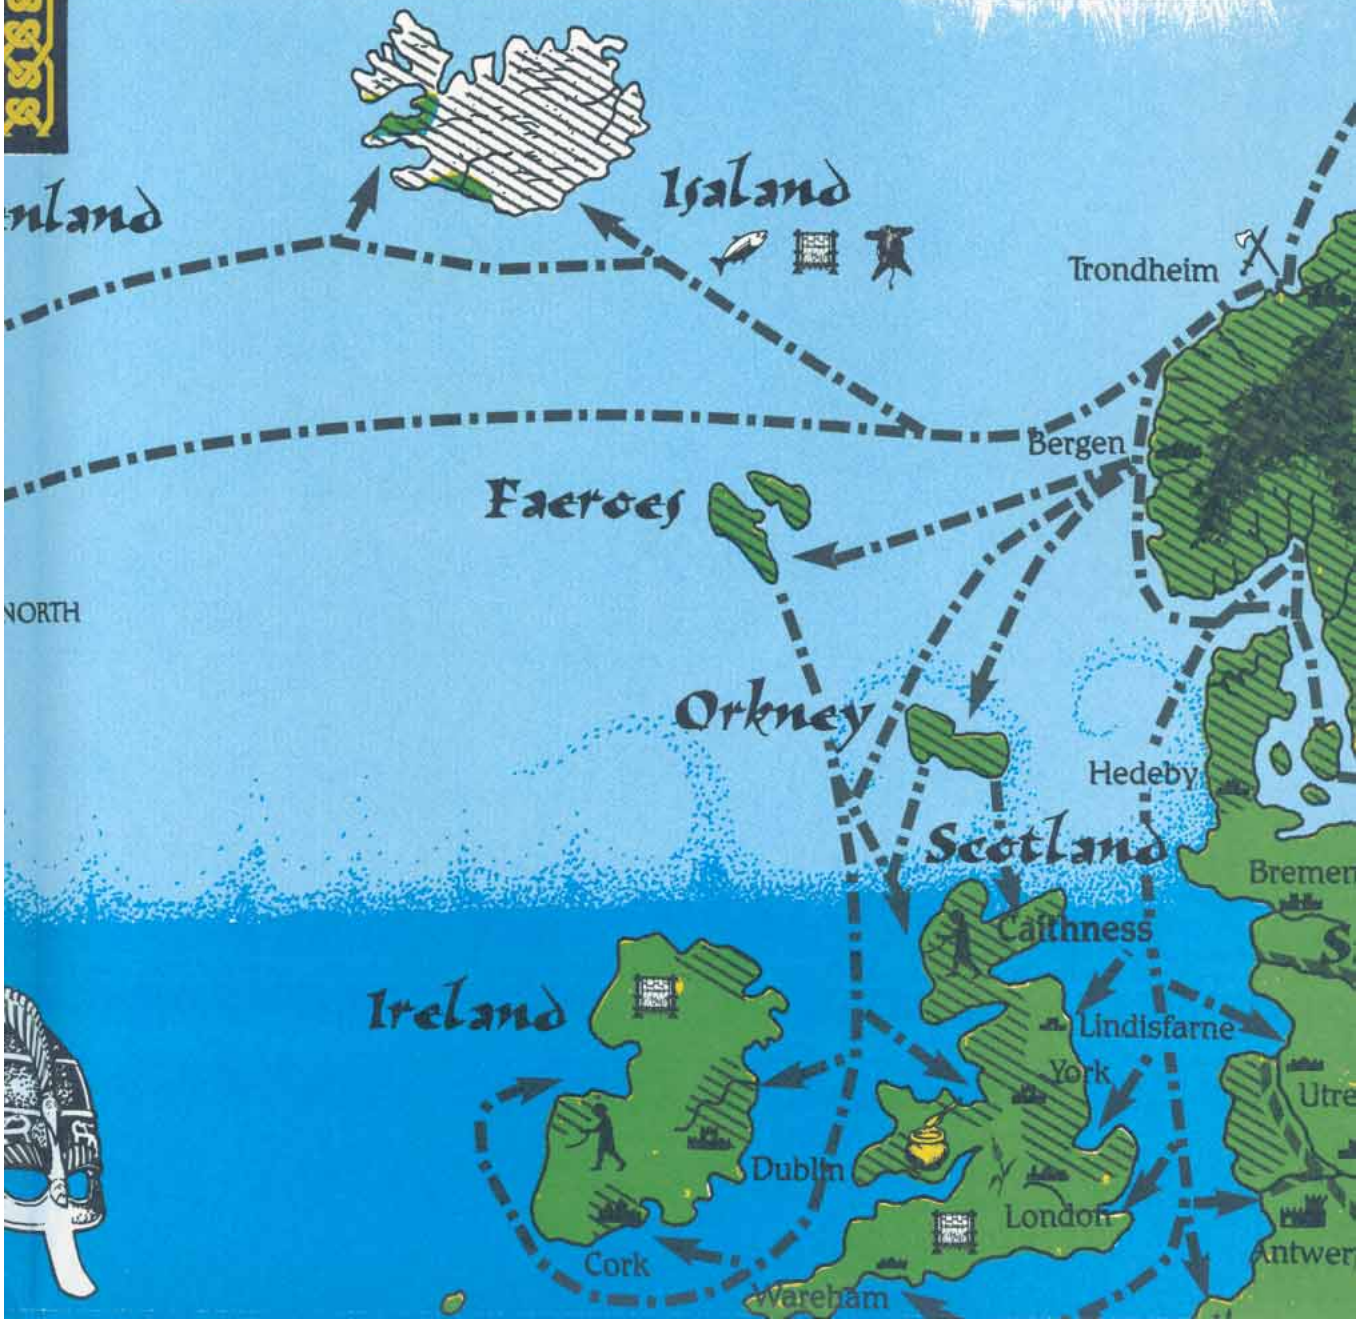 nland
Isaland
Trondheim
Bergen
Faeroes
NORTH
Orkney
Hedeby
Scotland
Bremen
Caithness
S
Ireland
Lindisfarne
York
Utre
Dublin
London
Cork
Antwer
Wareham